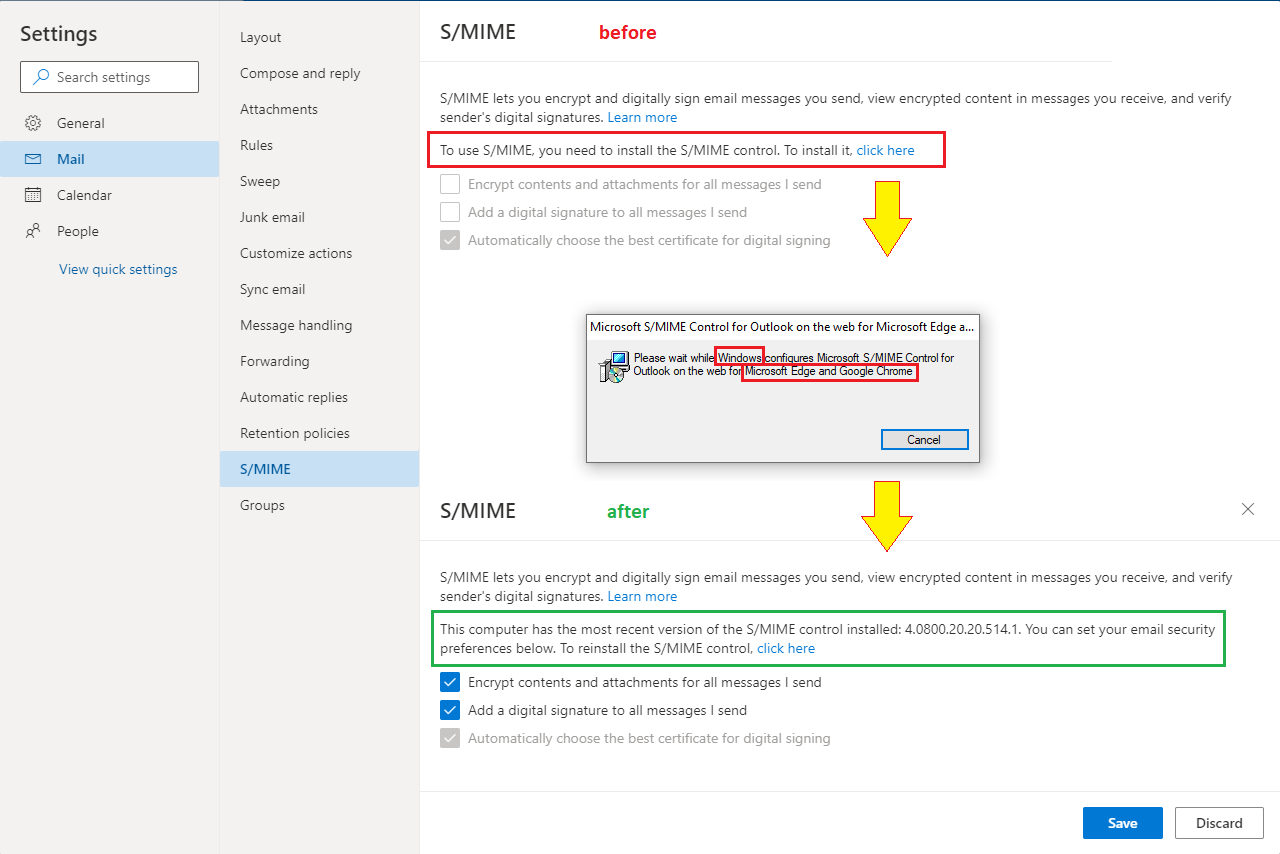 Settings
Search settings
General
Mail
Calendar
People
View quick settings
Layout
Compose and reply
Attachments
Rules
Sweep
Junk email
Customize actions
Sync email
Message handling
Forwarding
Automatic replies
Retention policies
S/MIME
Groups
S/MIME before
S/MIME lets you encrypt and digitally sign email messages you send, view encrypted content in messages you receive, and verify
sender's digital signatures. Learn more
To use S/MIME, you need to install the S/MIME control. To install it, click here
Encrypt contents and attachments for all messages I send
Add a digital signature to all messages I send
Automatically choose the best certificate for digital signing
Microsoft S/MIME Control for Outlook on the web for Microsoft Edge a...
Please wait while Windows configures Microsoft S/MIME Control for
Outlook on the web for Microsoft Edge and Google Chrome
Cancel
S/MIME after
S/MIME lets you encrypt and digitally sign email messages you send, view encrypted content in messages you receive, and verify
sender's digital signatures. Learn more
This computer has the most recent version of the S/MIME control installed: 4.0800.20.20.514.1. You can set your email security
preferences below. To reinstall the S/MIME control, click here
Encrypt contents and attachments for all messages I send
Add a digital signature to all messages I send
Automatically choose the best certificate for digital signing
Save
Discard